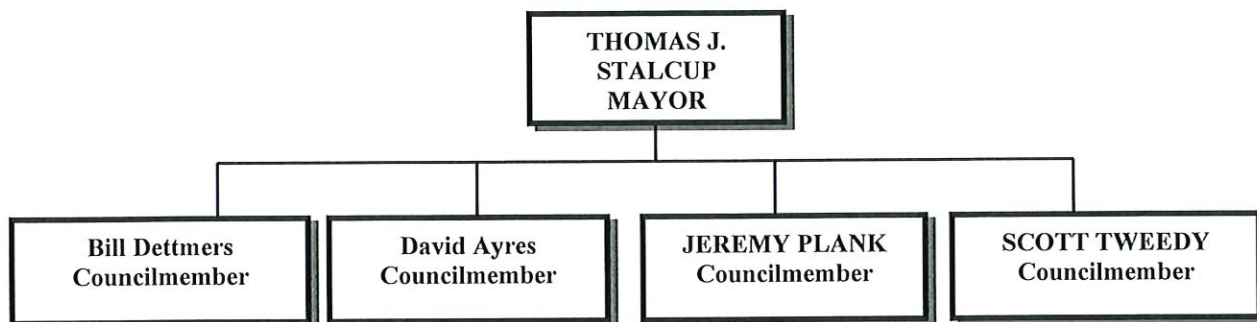 THOMAS J.
STALCUP
MAYOR
Bill Dettmers
Councilmember
David Ayres
Councilmember
JEREMY PLANK
Councilmember
SCOTT TWEEDY
Councilmember